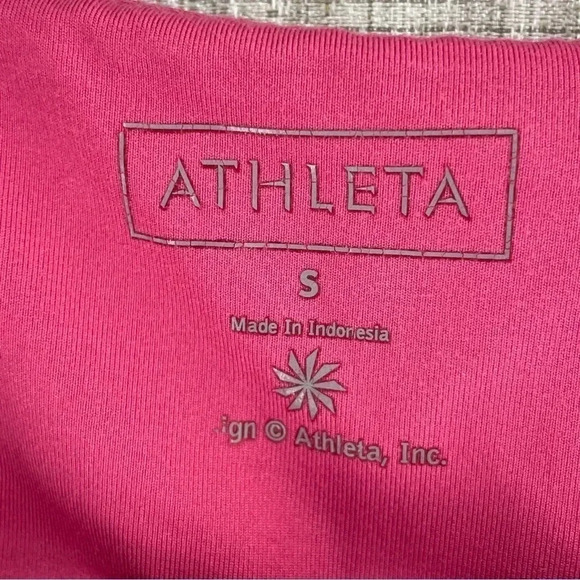 ATHLETA
S
Made In Indonesia
ign © Athleta, Inc.